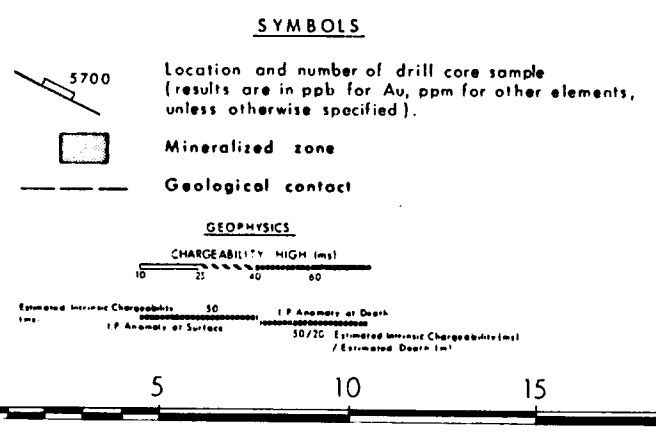 SYMBOLS
5700
Location and number of drill core sample
(results are in ppb for Au, ppm for other elements,
unless otherwise specified).
Mineralized zone
Geological contact
GEOPHYSICS
CHARGEABILITY HIGH (ms)
10 25 40 60
Estimated Intrinsic Chargeability 50
(ms)
I.P Anomaly at Surface
I.P Anomaly at Depth
50/20 Estimated Intrinsic Chargeability (ms)
/ Estimated Depth (m)
5 10 15